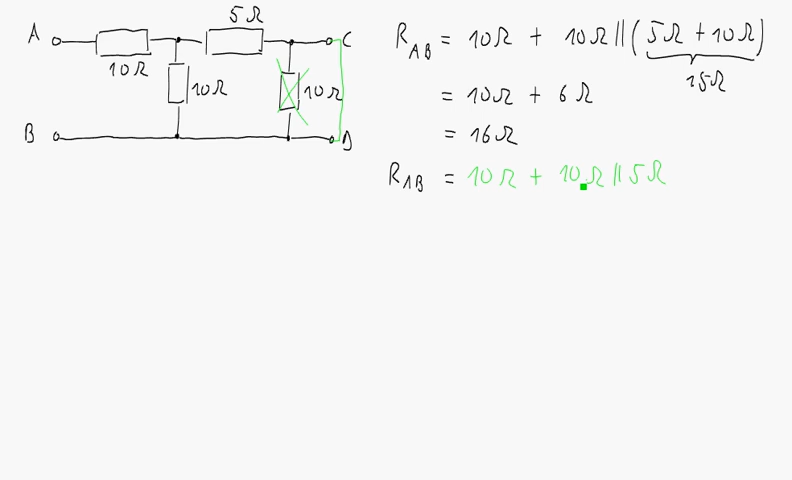 A 10Ω 10Ω 5Ω 10Ω C
B D
R_AB = 10Ω + 10Ω || (5Ω + 10Ω)
15Ω
= 10Ω + 6Ω
= 16Ω
R_AB = 10Ω + 10Ω || 5Ω